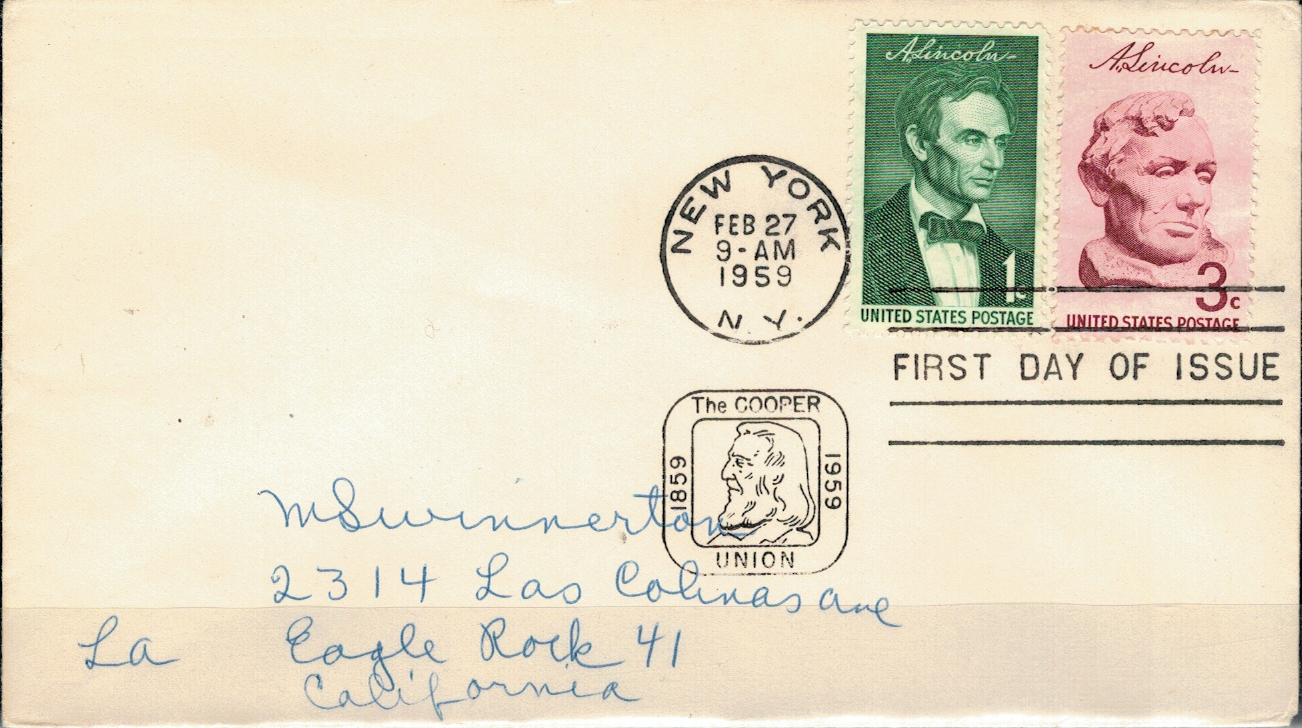 A. Lincoln
1c
UNITED STATES POSTAGE
A. Lincoln
3c
UNITED STATES POSTAGE
NEW YORK
FEB 27
9-AM
1959
N.Y.
FIRST DAY OF ISSUE
The COOPER
1859
1959
UNION
M Swinnerton
2314 Las Colinas ave
La Eagle Rock 41
California